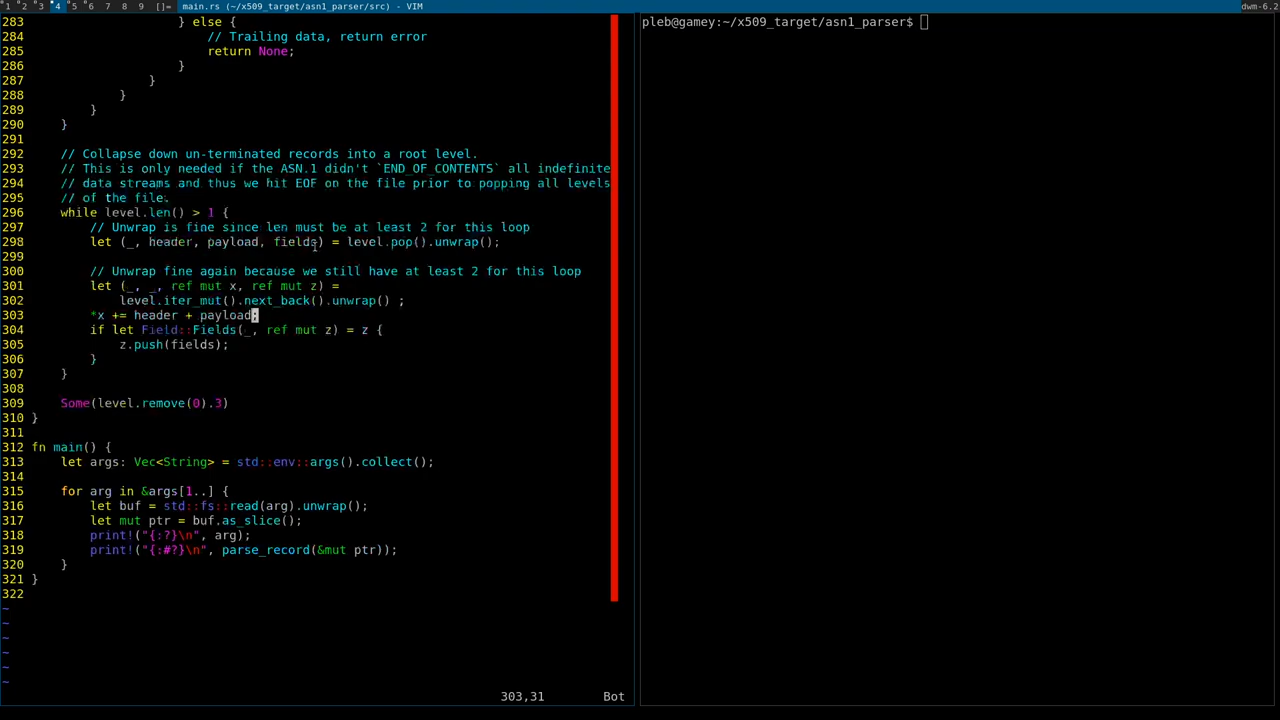 1 2 3 4 5 6 7 8 9 []= main.rs (~/x509_target/asn1_parser/src) - VIM dwm-6.2
283 } else {
284 // Trailing data, return error
285 return None;
286 }
287 }
288 }
289 }
290 }
291
292 // Collapse down un-terminated records into a root level.
293 // This is only needed if the ASN.1 didn't `END_OF_CONTENTS` all indefinite
294 // data streams and thus we hit EOF on the file prior to popping all levels
295 // of the file.
296 while level.len() > 1 {
297 // Unwrap is fine since len must be at least 2 for this loop
298 let (_, header, payload, fields) = level.pop().unwrap();
299
300 // Unwrap fine again because we still have at least 2 for this loop
301 let (_, _, ref mut x, ref mut z) =
302 level.iter_mut().next_back().unwrap() ;
303 *x += header + payload;
304 if let Field::Fields(_, ref mut z) = z {
305 z.push(fields);
306 }
307 }
308
309 Some(level.remove(0).3)
310 }
311
312 fn main() {
313 let args: Vec<String> = std::env::args().collect();
314
315 for arg in &args[1..] {
316 let buf = std::fs::read(arg).unwrap();
317 let mut ptr = buf.as_slice();
318 print!("{:?}\n", arg);
319 print!("{:#?}\n", parse_record(&mut ptr));
320 }
321 }
322
~
~
~
~
~
~
303,31 Bot
pleb@gamey:~/x509_target/asn1_parser$